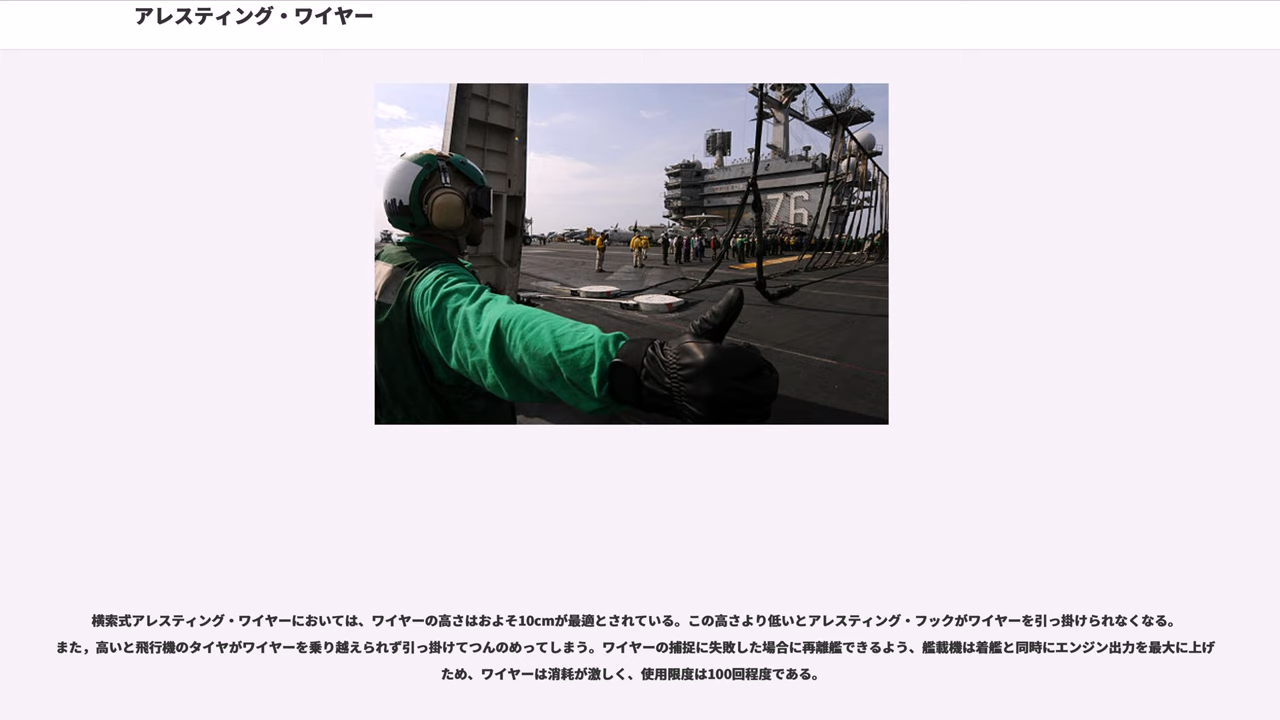 アレスティング・ワイヤー
76
横索式アレスティング・ワイヤーにおいては、ワイヤーの高さはおよそ10cmが最適とされている。この高さより低いとアレスティング・フックがワイヤーを引っ掛けられなくなる。
また，高いと飛行機のタイヤがワイヤーを乗り越えられず引っ掛けてつんのめってしまう。ワイヤーの捕捉に失敗した場合に再離艦できるよう、艦載機は着艦と同時にエンジン出力を最大に上げ
ため、ワイヤーは消耗が激しく、使用限度は100回程度である。